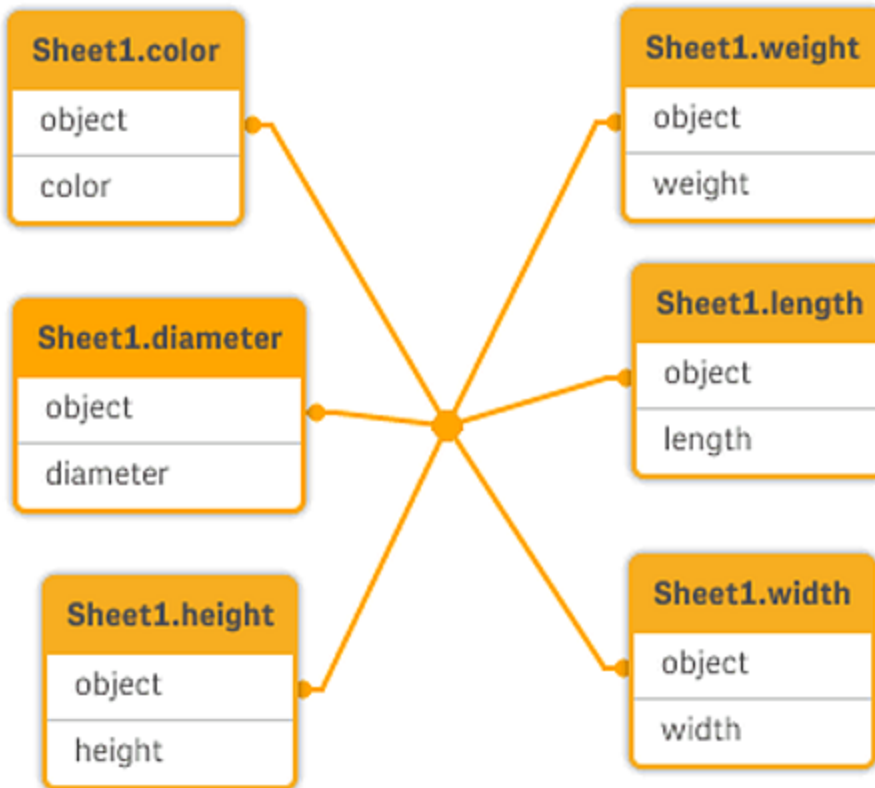 Sheet1.color
object
color
Sheet1.diameter
object
diameter
Sheet1.height
object
height
Sheet1.weight
object
weight
Sheet1.length
object
length
Sheet1.width
object
width